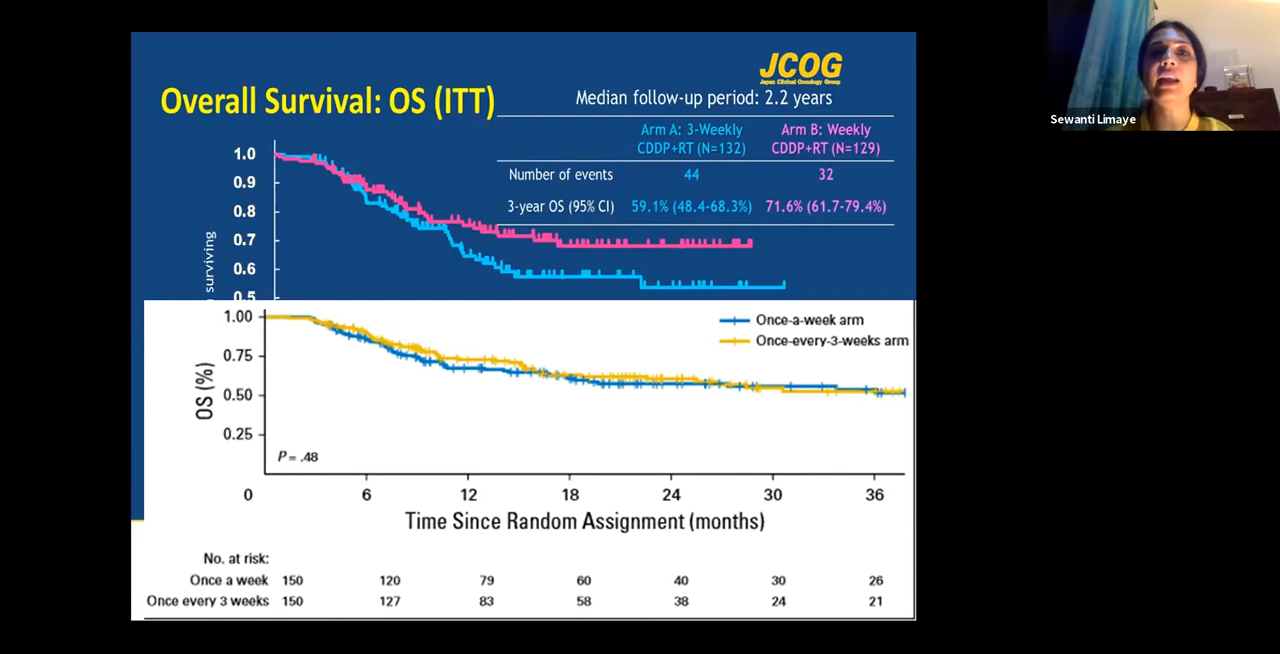 JCOG
Japan Clinical Oncology Group
Overall Survival: OS (ITT)
Median follow-up period: 2.2 years
Arm A: 3-Weekly Arm B: Weekly
CDDP+RT (N=132) CDDP+RT (N=129)
Number of events 44 32
3-year OS (95% CI) 59.1% (48.4-68.3%) 71.6% (61.7-79.4%)
1.0
0.9
0.8
0.7
0.6
0.5
surviving
Sewanti Limaye
Once-a-week arm
Once-every-3-weeks arm
1.00
0.75
0.50
0.25
OS (%)
P = .48
0 6 12 18 24 30 36
Time Since Random Assignment (months)
No. at risk:
Once a week 150 120 79 60 40 30 26
Once every 3 weeks 150 127 83 58 38 24 21